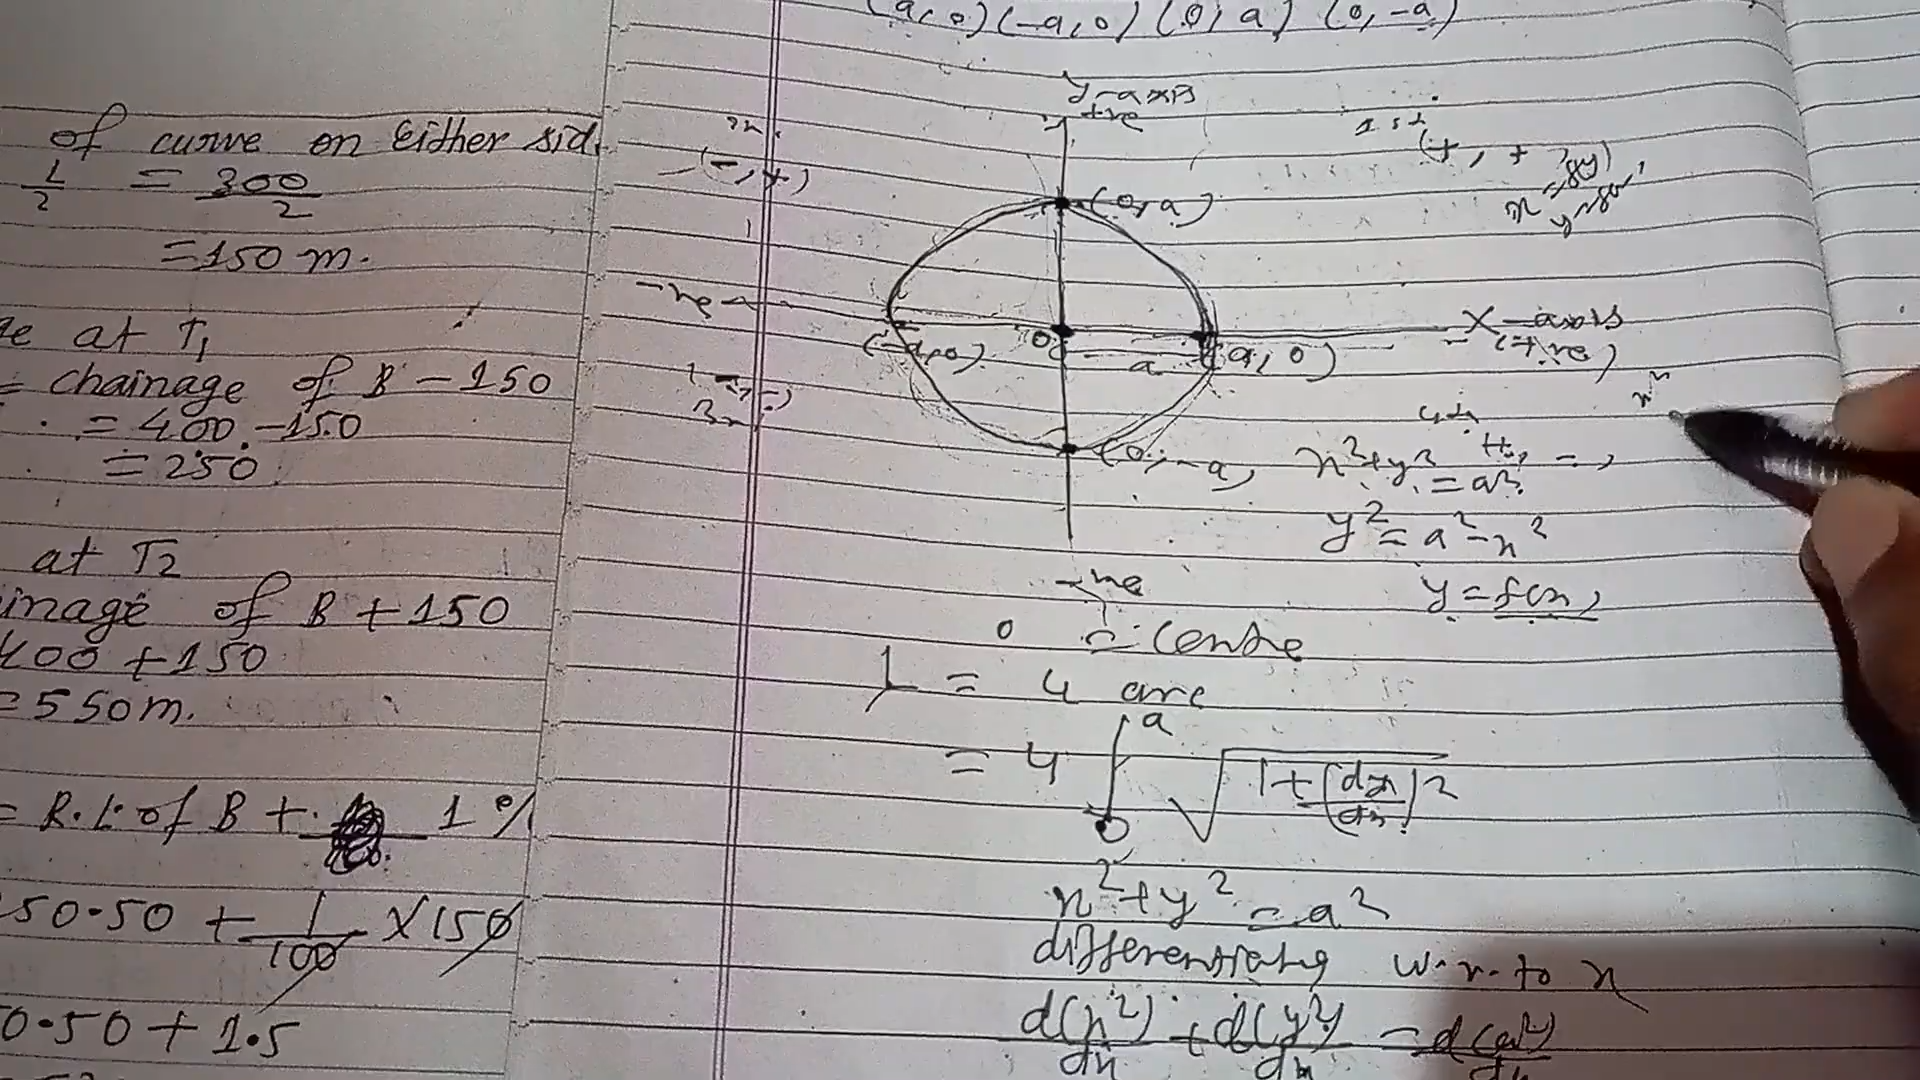 of curve on Either sid.
L/2 = 300/2
= 150 m.
ge at T1
= chainage of B - 150
= 400 - 150
= 250
at T2
inage of B + 150
400 + 150
= 550m.
= R.L. of B + 1 %
50.50 + 1/100 × 150
0.50 + 1.5
(a, 0) (-a, 0) (0, a) (0, -a)
y-axis
+ve
1st
(+, +)
(-, +)
(0, a)
-ve
X-axis
(+ve)
(-a, 0)
o
a
(a, 0)
(-, -)
3rd
4th
(0, -a)
x² + y² = a²
y² = a² - x²
y = f(x)
-ve
o = Centre
L = 4 arc
= 4 ∫₀ᵃ √1+(dy/dx)²
x² + y² = a²
differentiating w.r. to x
d(x²)/dx + d(y²)/dx = d(a²)/dx